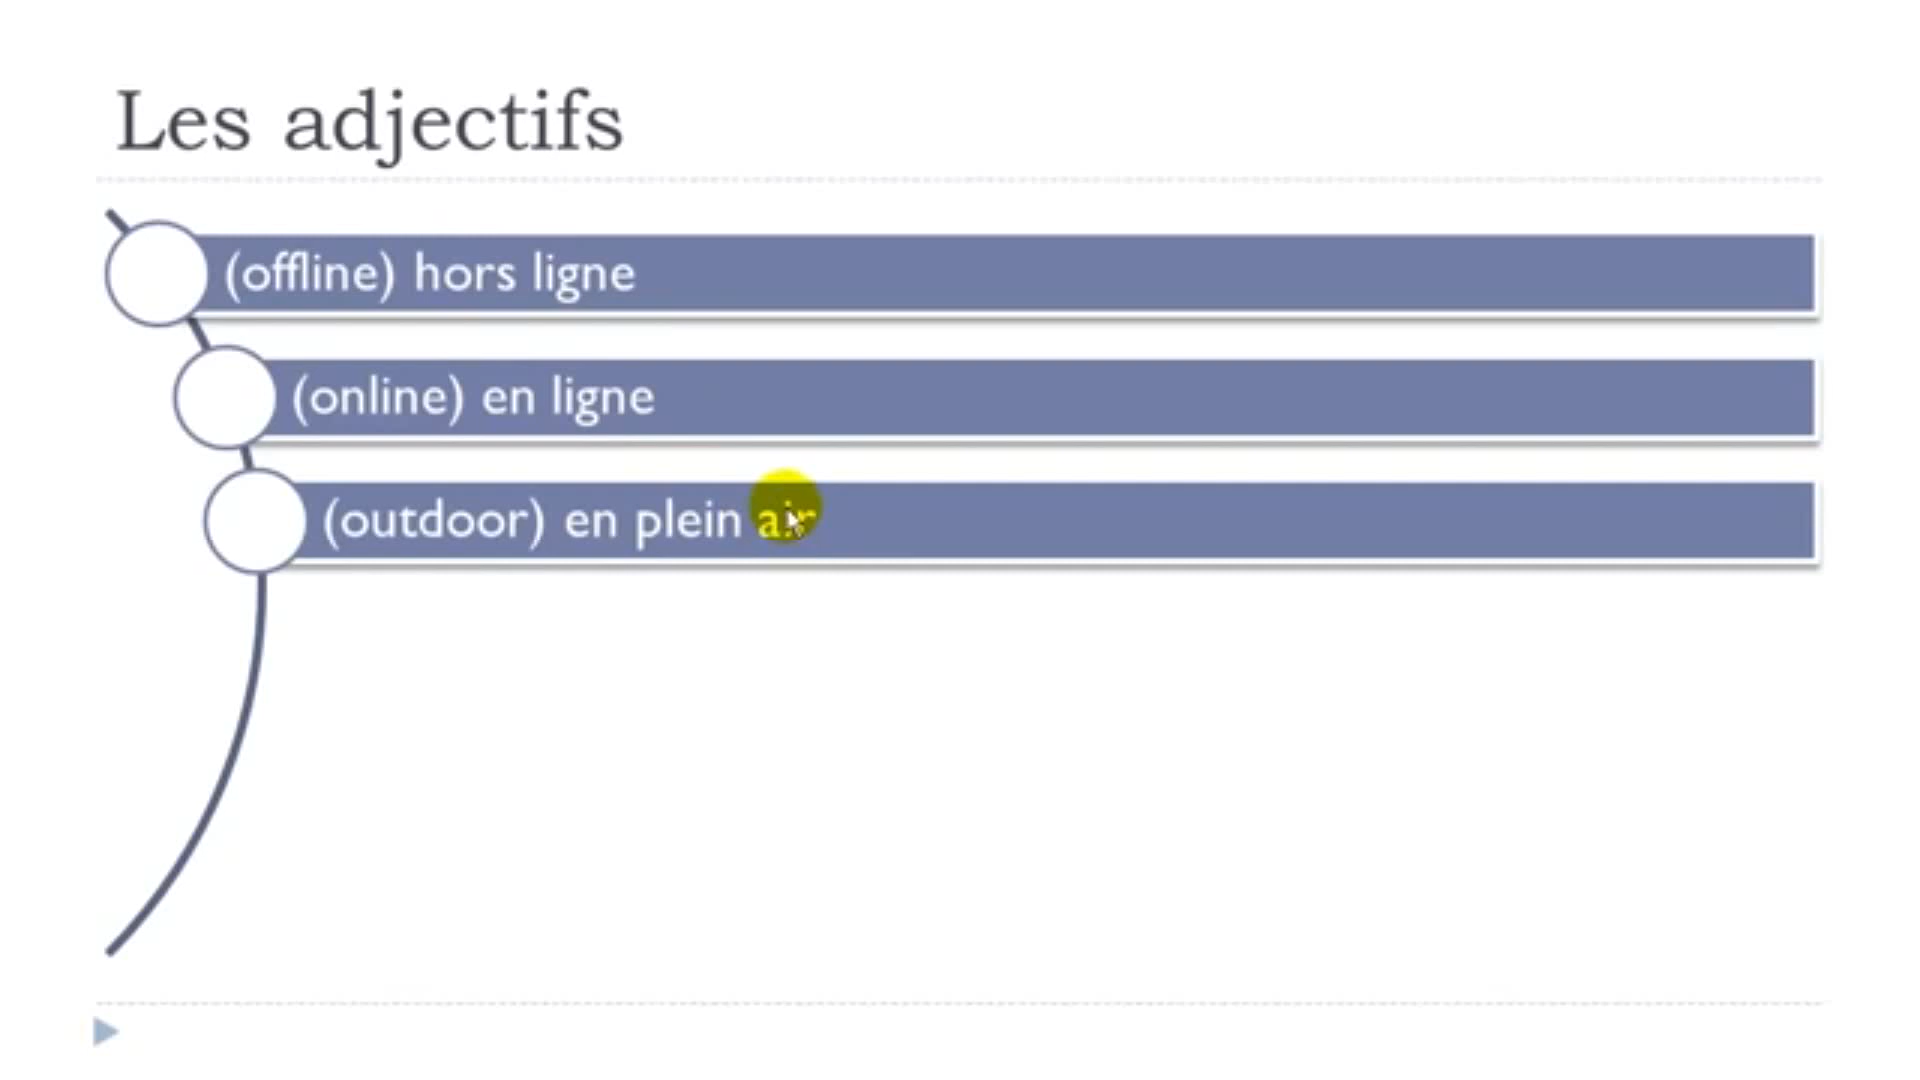 Les adjectifs
(offline) hors ligne
(online) en ligne
(outdoor) en plein air